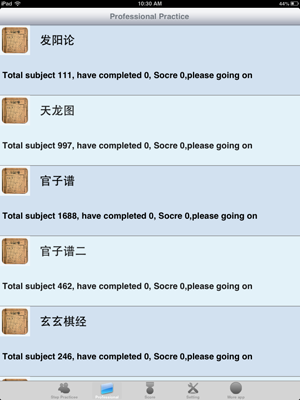 iPad
10:30 AM
44%
Professional Practice
发阳论
Total subject 111, have completed 0, Socre 0,please going on
天龙图
Total subject 997, have completed 0, Socre 0,please going on
官子谱
Total subject 1688, have completed 0, Socre 0,please going on
官子谱二
Total subject 462, have completed 0, Socre 0,please going on
玄玄棋经
Total subject 246, have completed 0, Socre 0,please going on
Professional
Setting
More app